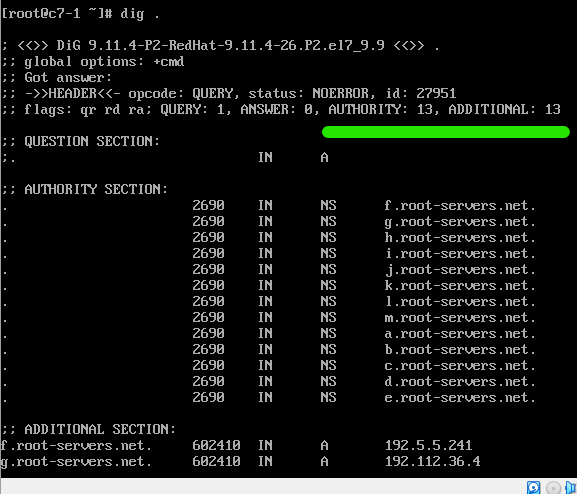 [root@c7-1 ~]# dig .
; <<>> DiG 9.11.4-P2-RedHat-9.11.4-26.P2.el7_9.9 <<>> .
;; global options: +cmd
;; Got answer:
;; ->>HEADER<<- opcode: QUERY, status: NOERROR, id: 27951
;; flags: qr rd ra; QUERY: 1, ANSWER: 0, AUTHORITY: 13, ADDITIONAL: 13
;; QUESTION SECTION:
;. IN A
;; AUTHORITY SECTION:
. 2690 IN NS f.root-servers.net.
. 2690 IN NS g.root-servers.net.
. 2690 IN NS h.root-servers.net.
. 2690 IN NS i.root-servers.net.
. 2690 IN NS j.root-servers.net.
. 2690 IN NS k.root-servers.net.
. 2690 IN NS l.root-servers.net.
. 2690 IN NS m.root-servers.net.
. 2690 IN NS a.root-servers.net.
. 2690 IN NS b.root-servers.net.
. 2690 IN NS c.root-servers.net.
. 2690 IN NS d.root-servers.net.
. 2690 IN NS e.root-servers.net.
;; ADDITIONAL SECTION:
f.root-servers.net. 602410 IN A 192.5.5.241
g.root-servers.net. 602410 IN A 192.112.36.4